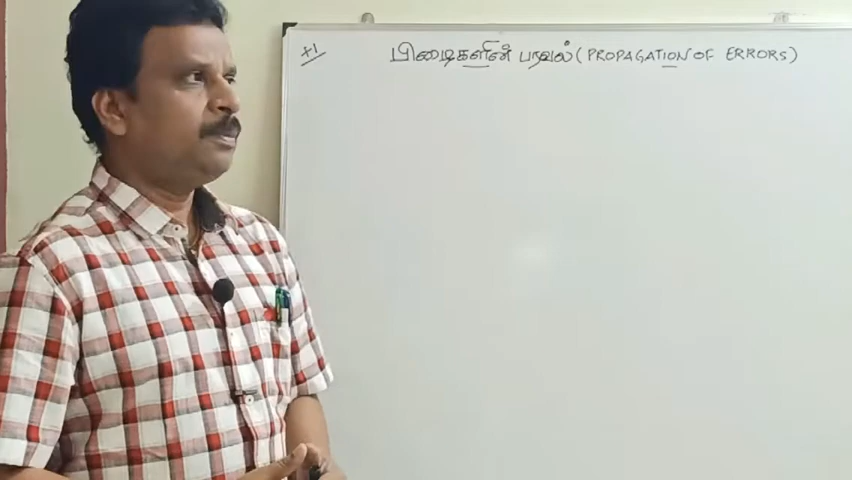 +1
பிழைகளின் பரவல் (PROPAGATION OF ERRORS)